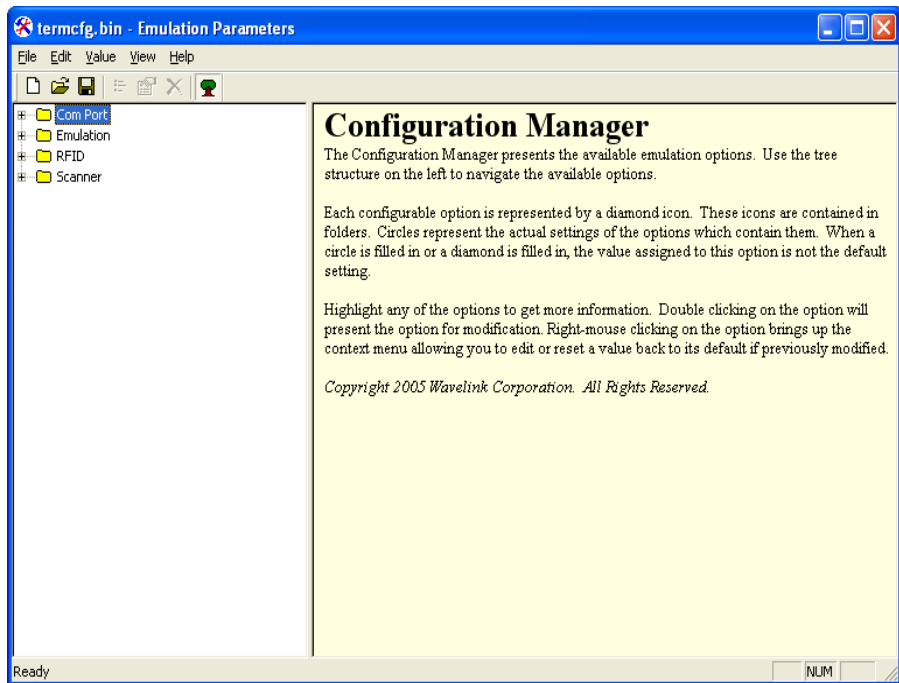 termcfg.bin - Emulation Parameters
File Edit Value View Help
Com Port
Emulation
RFID
Scanner
Configuration Manager
The Configuration Manager presents the available emulation options. Use the tree
structure on the left to navigate the available options.
Each configurable option is represented by a diamond icon. These icons are contained in
folders. Circles represent the actual settings of the options which contain them. When a
circle is filled in or a diamond is filled in, the value assigned to this option is not the default
setting.
Highlight any of the options to get more information. Double clicking on the option will
present the option for modification. Right-mouse clicking on the option brings up the
context menu allowing you to edit or reset a value back to its default if previously modified.
Copyright 2005 Wavelink Corporation. All Rights Reserved.
Ready
NUM